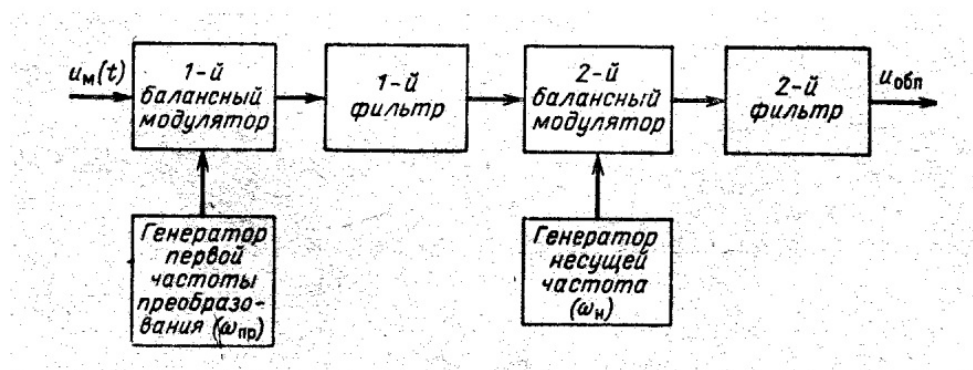 uм(t)
1-й
балансный
модулятор
1-й
фильтр
2-й
балансный
модулятор
2-й
фильтр
uобп
Генератор
первой
частоты
преобразо-
вания (ωпр)
Генератор
несущей
частота
(ωн)